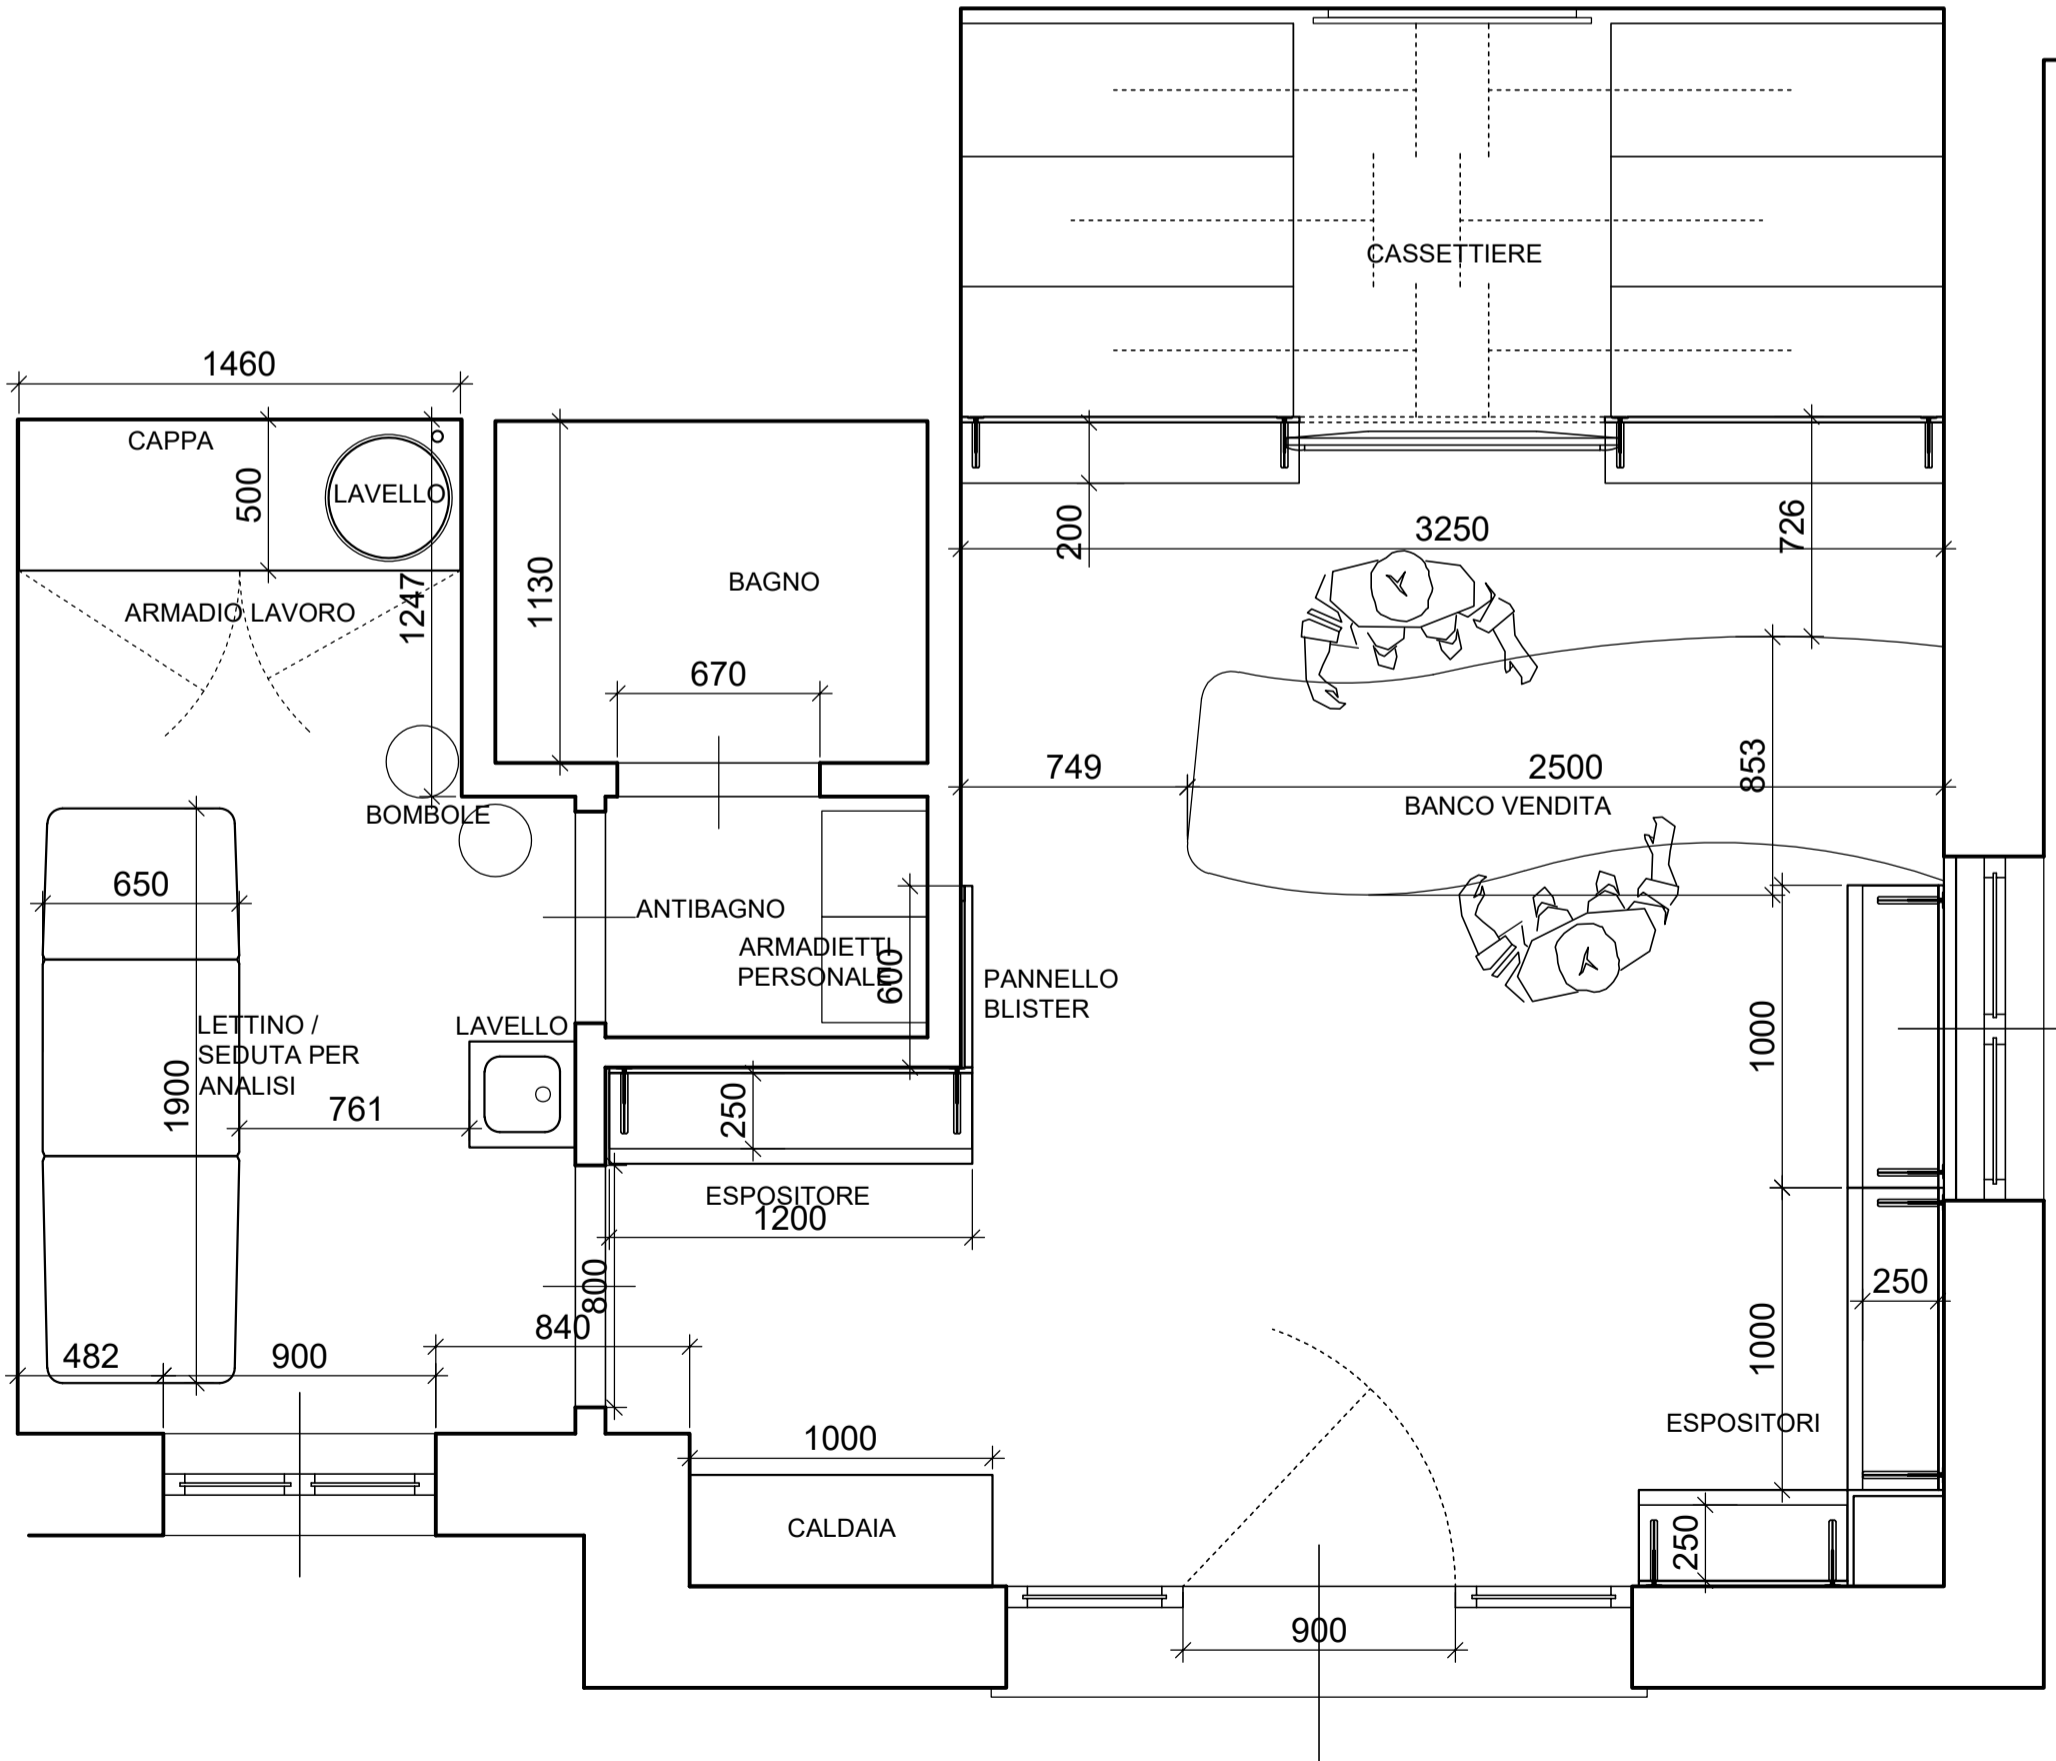 CASSETTIERE
1460
CAPPA
LAVELLO
500
1247
ARMADIO LAVORO
1130
BAGNO
670
200
3250
726
749
2500
853
BANCO VENDITA
BOMBOLE
650
ANTIBAGNO
ARMADIETTI
PERSONALE
600
PANNELLO
BLISTER
1000
LETTINO /
SEDUTA PER
ANALISI
1900
761
LAVELLO
250
ESPOSITORE
1200
800
840
482
900
250
1000
ESPOSITORI
1000
CALDAIA
250
900